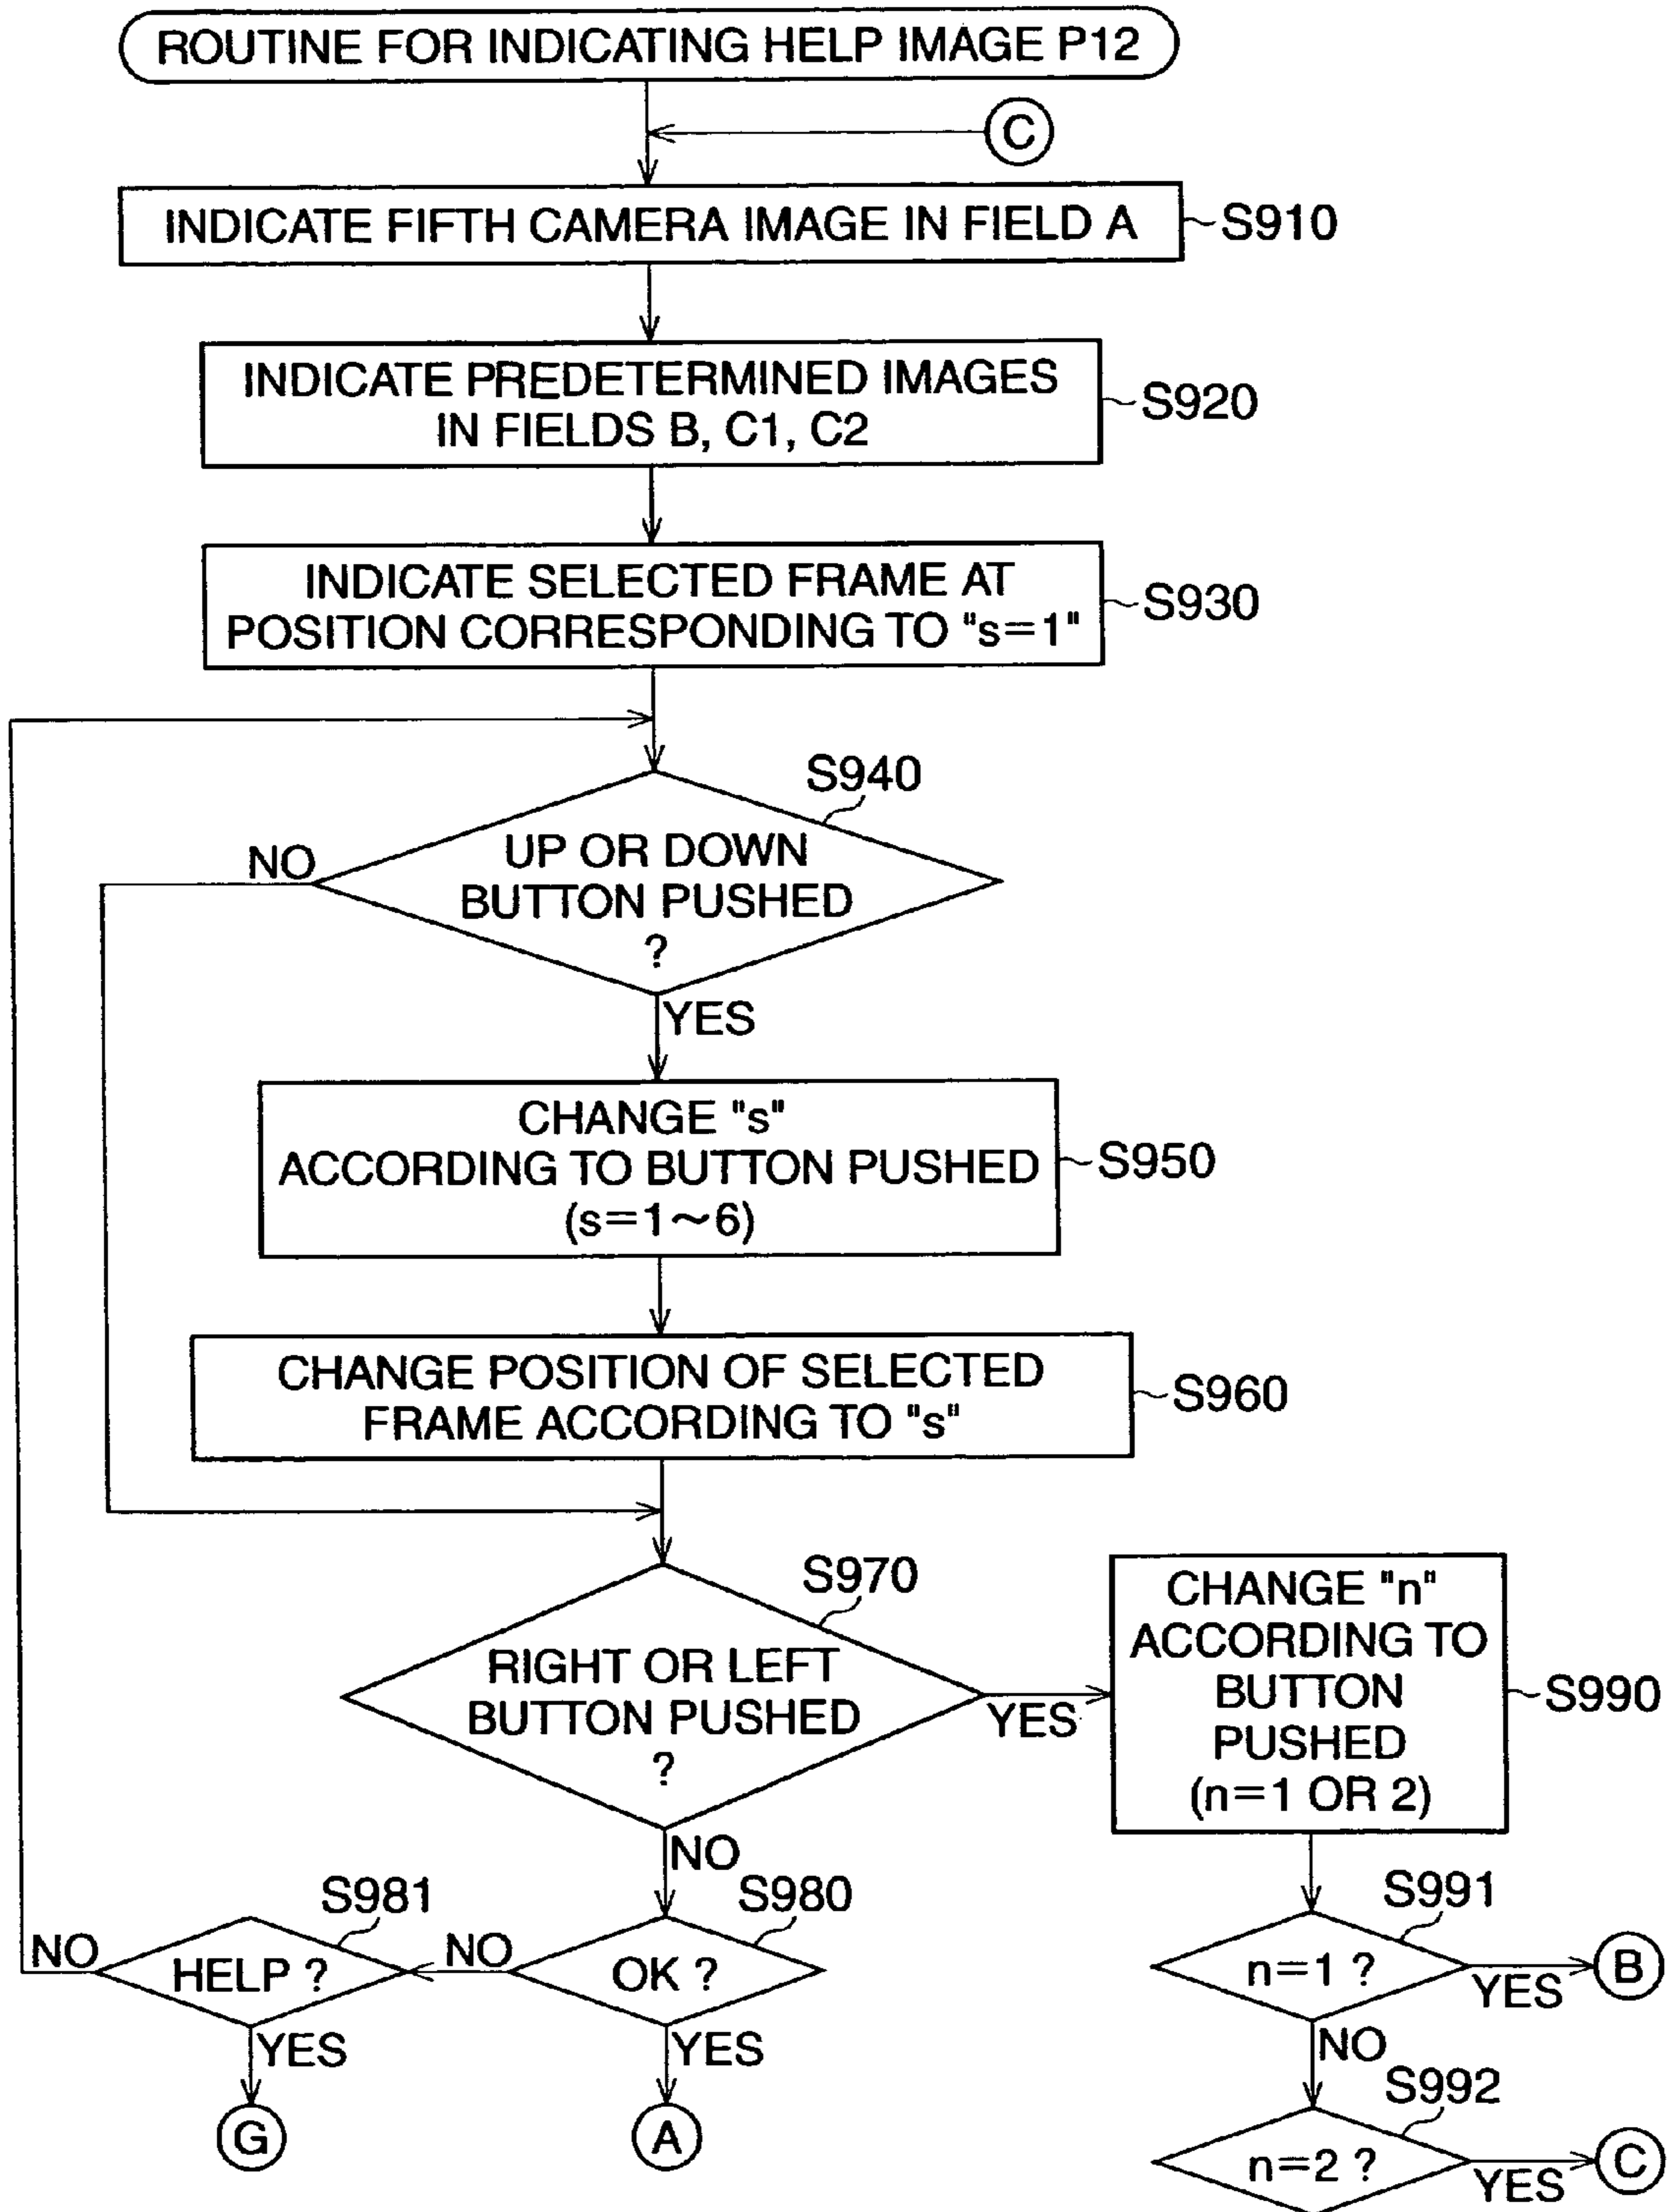 ROUTINE FOR INDICATING HELP IMAGE P12
C
INDICATE FIFTH CAMERA IMAGE IN FIELD A
S910
INDICATE PREDETERMINED IMAGES
IN FIELDS B, C1, C2
S920
INDICATE SELECTED FRAME AT
POSITION CORRESPONDING TO "s=1"
S930
S940
NO
UP OR DOWN
BUTTON PUSHED
?
YES
CHANGE "s"
ACCORDING TO BUTTON PUSHED
(s=1~6)
S950
CHANGE POSITION OF SELECTED
FRAME ACCORDING TO "s"
S960
S970
RIGHT OR LEFT
BUTTON PUSHED
?
YES
CHANGE "n"
ACCORDING TO
BUTTON
PUSHED
(n=1 OR 2)
S990
NO
S981
S980
S991
NO
HELP ?
NO
OK ?
n=1 ?
YES
B
YES
YES
NO
S992
G
A
n=2 ?
YES
C